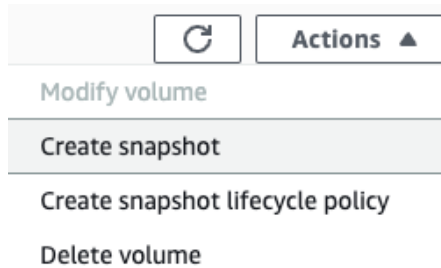 Actions
Modify volume
Create snapshot
Create snapshot lifecycle policy
Delete volume